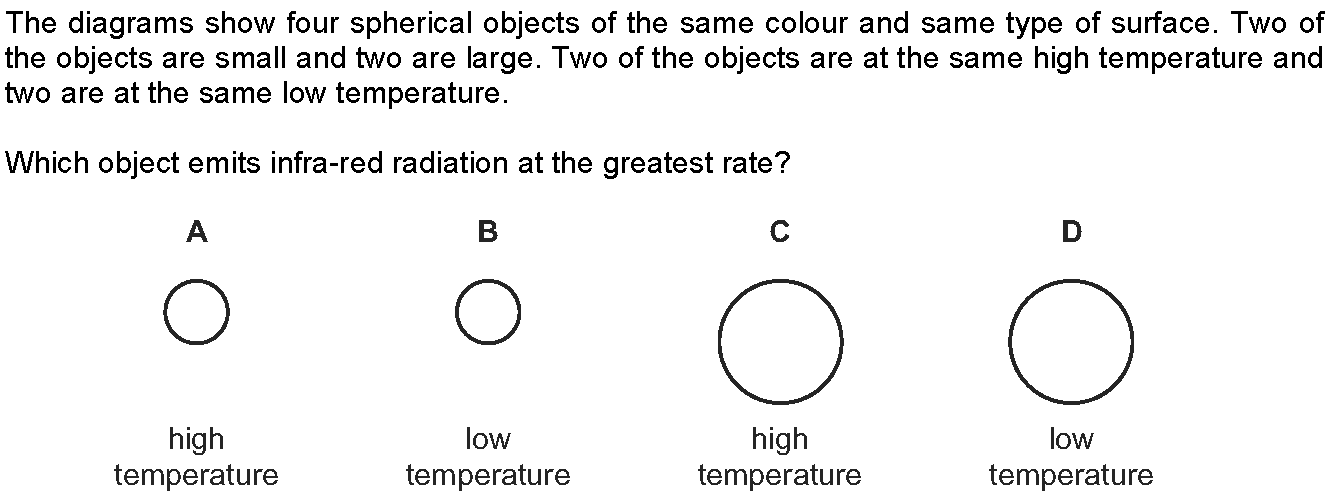 The diagrams show four spherical objects of the same colour and same type of surface. Two of
the objects are small and two are large. Two of the objects are at the same high temperature and
two are at the same low temperature.
Which object emits infra-red radiation at the greatest rate?
A B C D
high low high low
temperature temperature temperature temperature